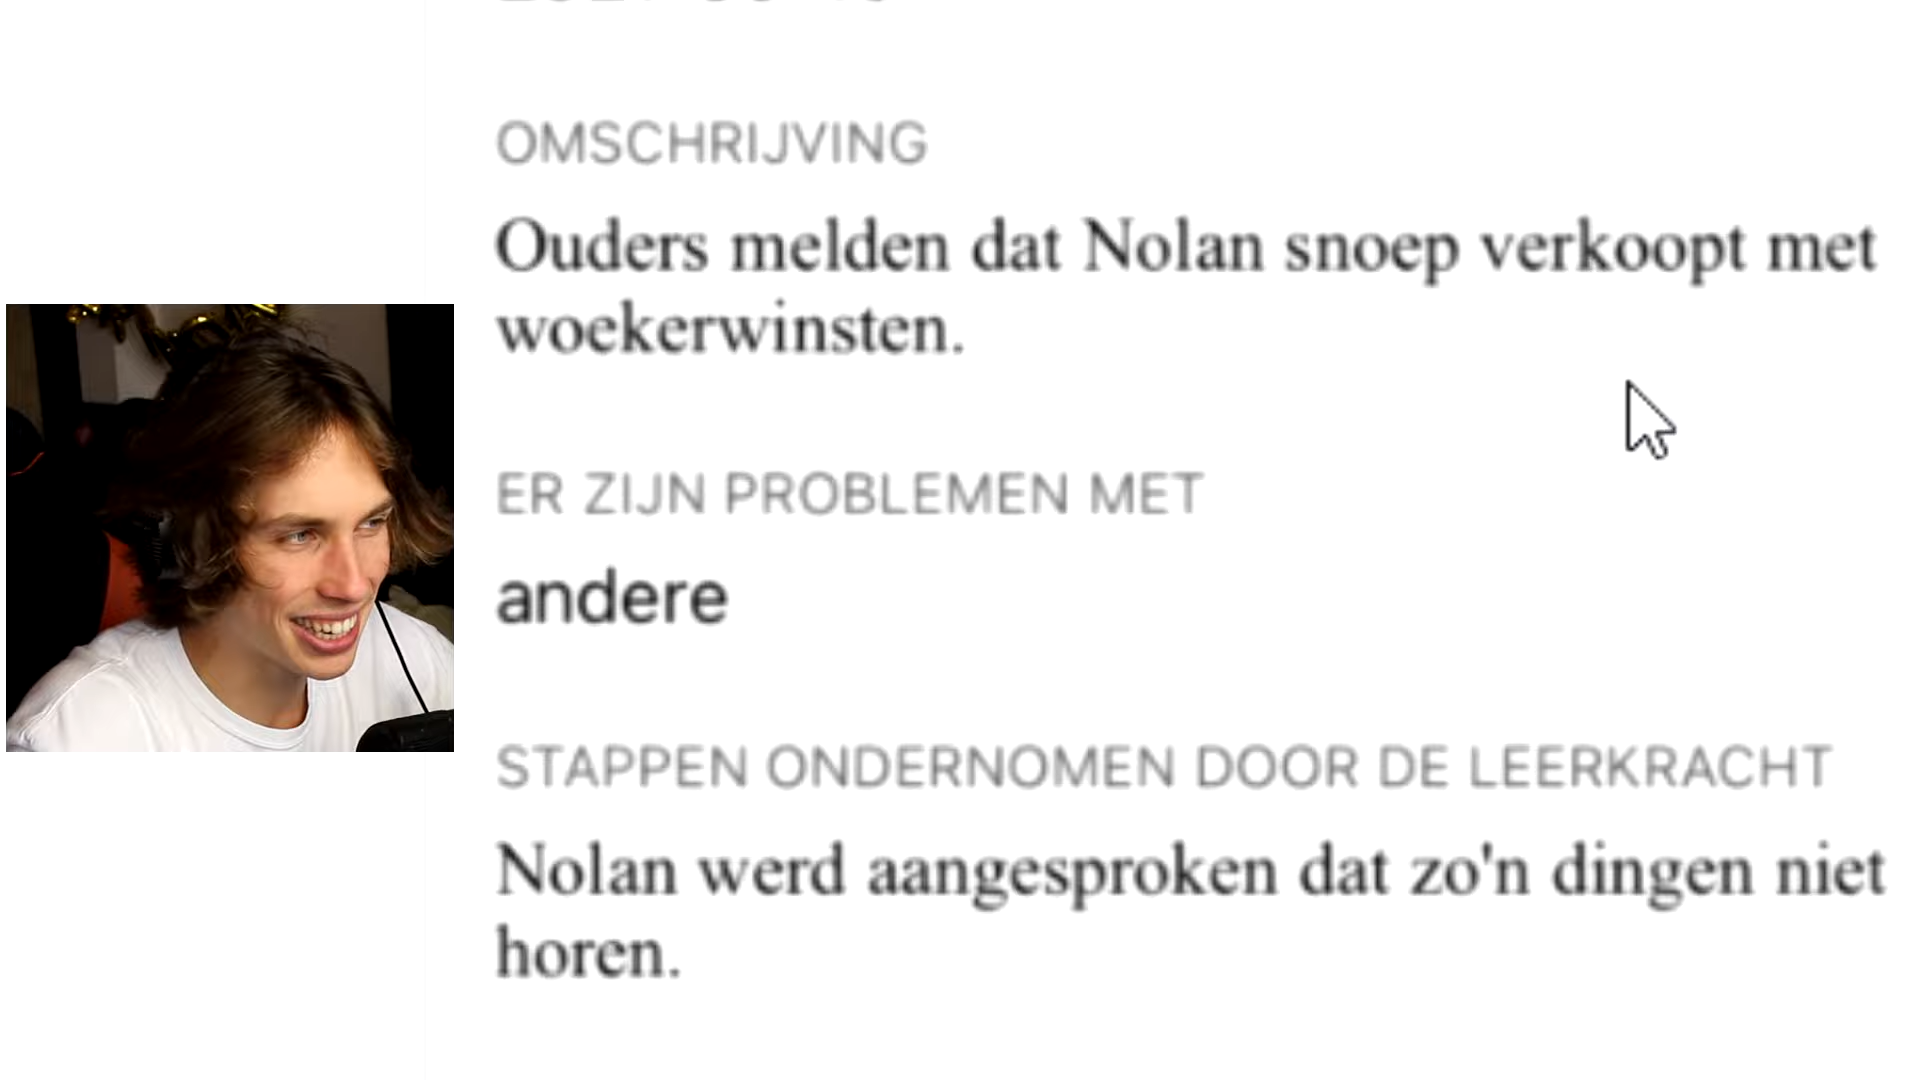 OMSCHRIJVING
Ouders melden dat Nolan snoep verkoopt met
woekerwinsten.
ER ZIJN PROBLEMEN MET
andere
STAPPEN ONDERNOMEN DOOR DE LEERKRACHT
Nolan werd aangesproken dat zo'n dingen niet
horen.